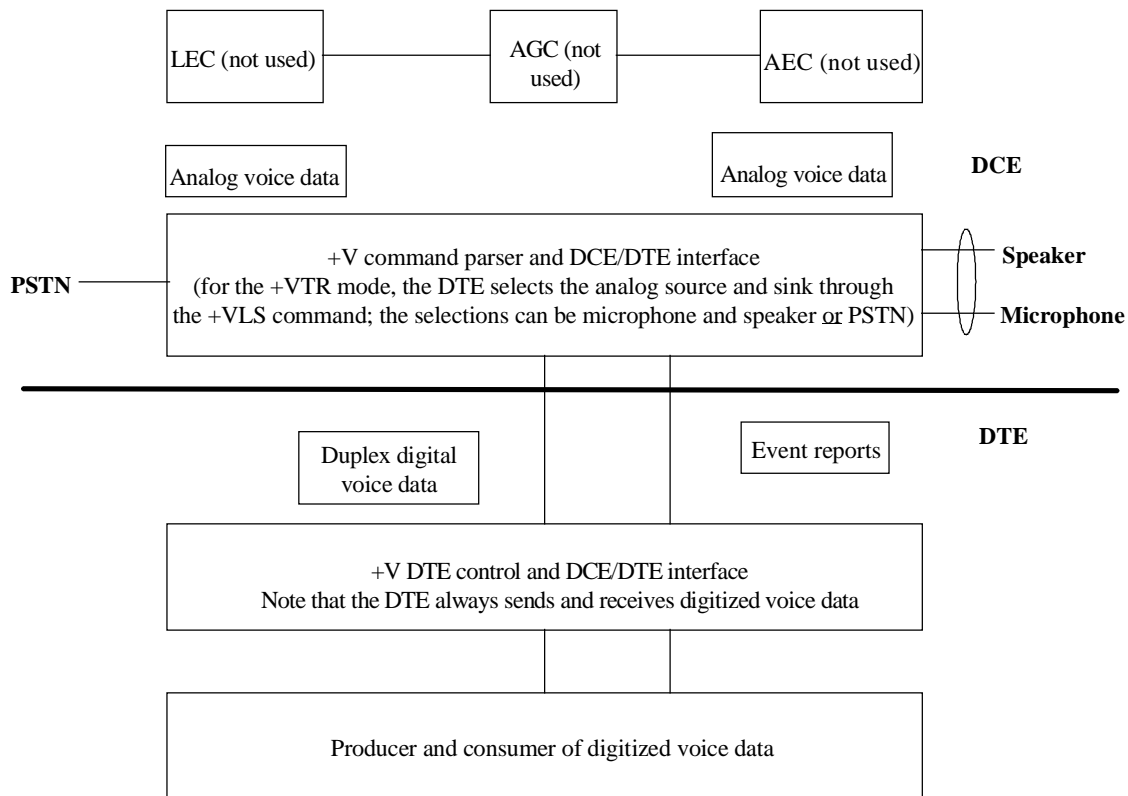 LEC (not used)
AGC (not
used)
AEC (not used)
Analog voice data
Analog voice data
DCE
+V command parser and DCE/DTE interface
(for the +VTR mode, the DTE selects the analog source and sink through
the +VLS command; the selections can be microphone and speaker or PSTN)
PSTN
Speaker
Microphone
DTE
Duplex digital
voice data
Event reports
+V DTE control and DCE/DTE interface
Note that the DTE always sends and receives digitized voice data
Producer and consumer of digitized voice data